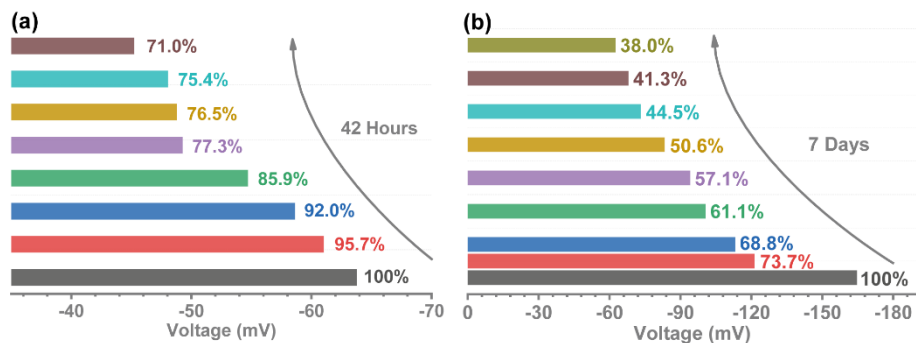 (a)
71.0%
75.4%
76.5%
77.3%
85.9%
92.0%
95.7%
100%
42 Hours
-40 -50 -60 -70
Voltage (mV)
(b)
38.0%
41.3%
44.5%
50.6%
57.1%
61.1%
68.8%
73.7%
100%
7 Days
0 -30 -60 -90 -120 -150 -180
Voltage (mV)